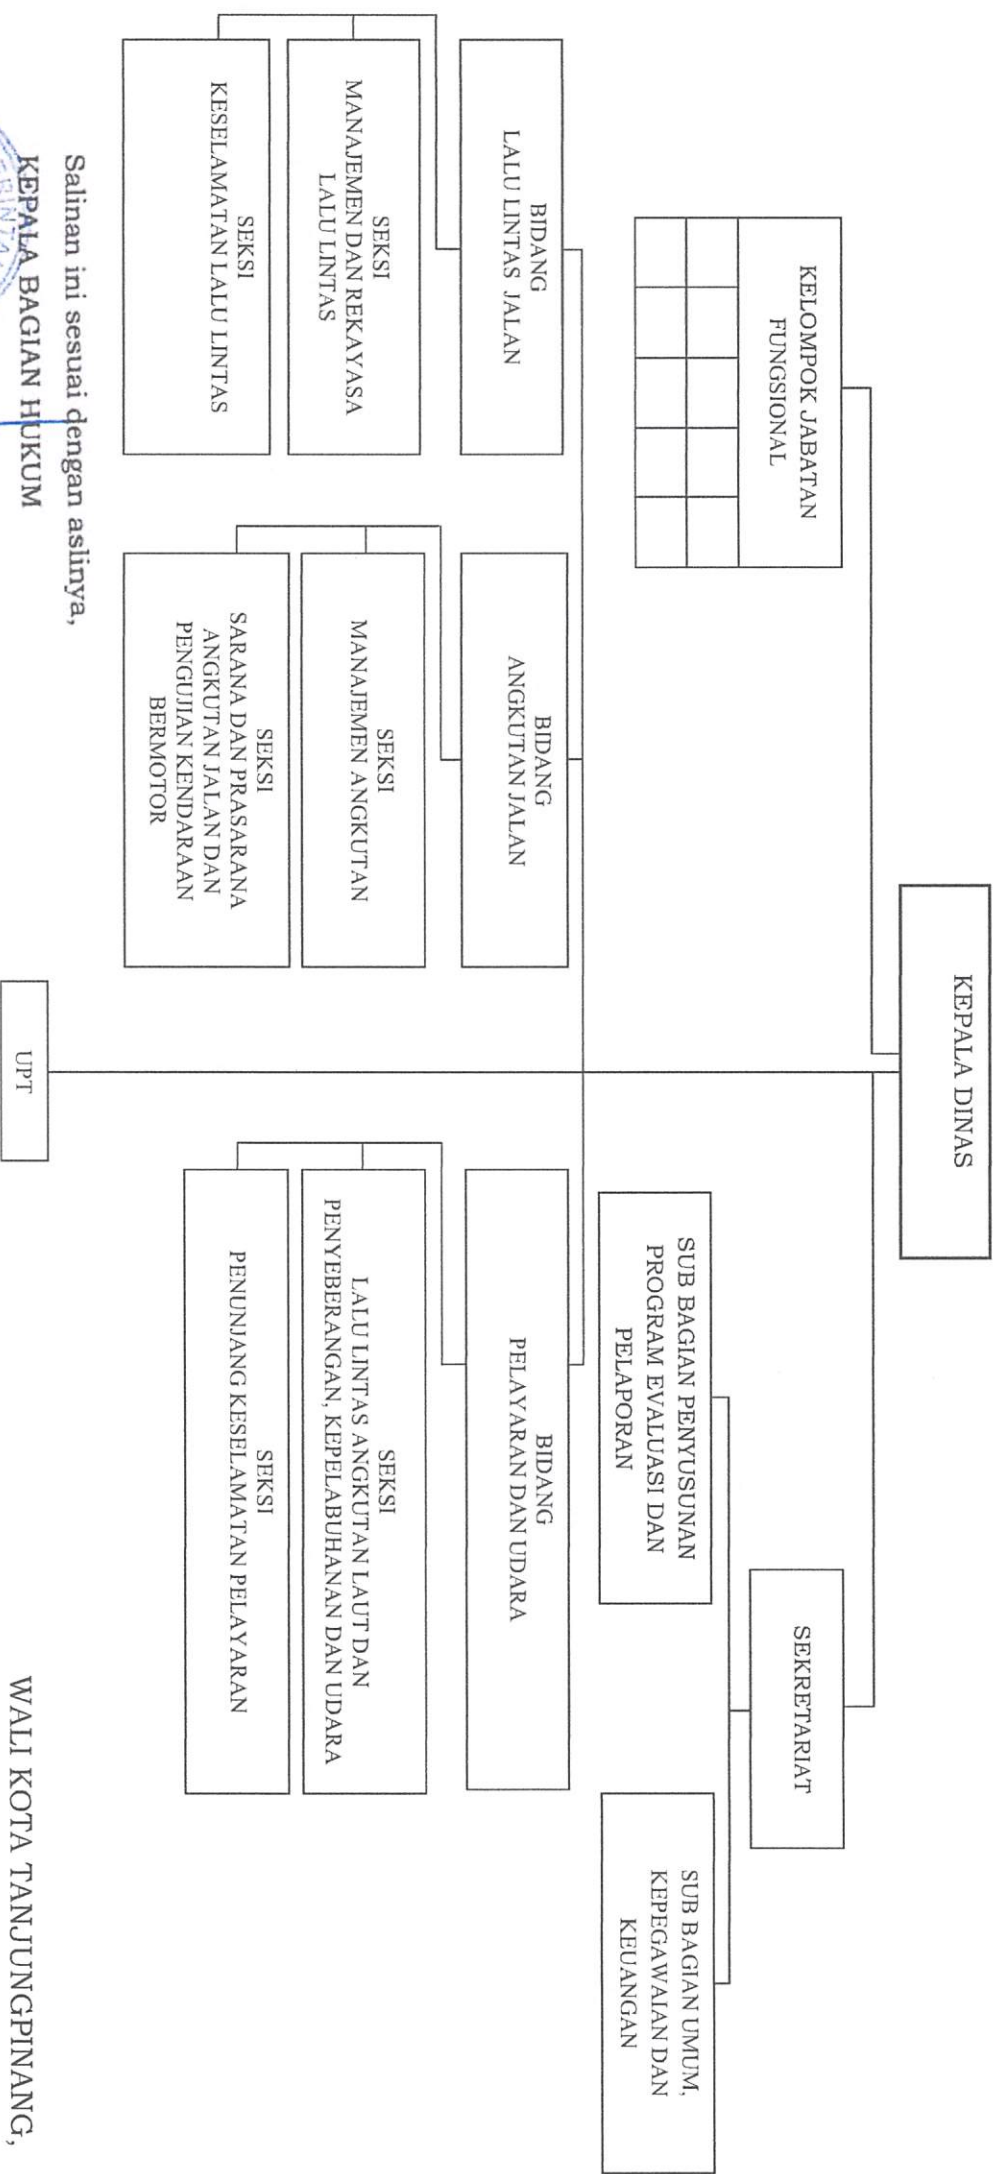 KEPALA DINAS
KELOMPOK JABATAN
FUNGSIONAL
SEKRETARIAT
SUB BAGIAN PENYUSUNAN
PROGRAM EVALUASI DAN
PELAPORAN
SUB BAGIAN UMUM,
KEPEGAWAIAN DAN
KEUANGAN
BIDANG
LALU LINTAS JALAN
SEKSI
MANAJEMEN DAN REKAYASA
LALU LINTAS
SEKSI
KESELAMATAN LALU LINTAS
BIDANG
ANGKUTAN JALAN
SEKSI
MANAJEMEN ANGKUTAN
SEKSI
SARANA DAN PRASARANA
ANGKUTAN JALAN DAN
PENGUJIAN KENDARAAN
BERMOTOR
BIDANG
PELAYARAN DAN UDARA
SEKSI
LALU LINTAS ANGKUTAN LAUT DAN
PENYEBERANGAN, KEPELABUHANAN DAN UDARA
SEKSI
PENUNJANG KESELAMATAN PELAYARAN
UPT
Salinan ini sesuai dengan aslinya,
KEPALA BAGIAN HUKUM
WALI KOTA TANJUNGPINANG,